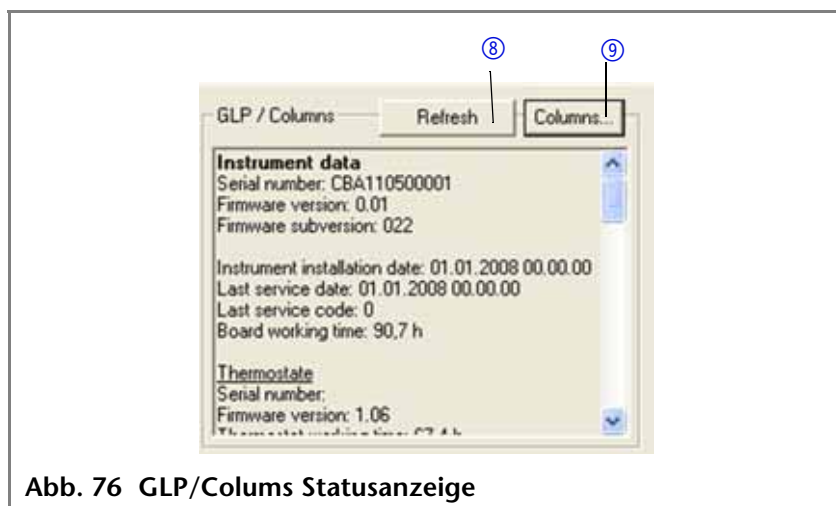 ⑧ ⑨
GLP / Columns Refresh Columns...
Instrument data
Serial number: CBA110500001
Firmware version: 0.01
Firmware subversion: 022
Instrument installation date: 01.01.2008 00.00.00
Last service date: 01.01.2008 00.00.00
Last service code: 0
Board working time: 90,7 h
Thermostate
Serial number:
Firmware version: 1.06
Abb. 76 GLP/Colums Statusanzeige